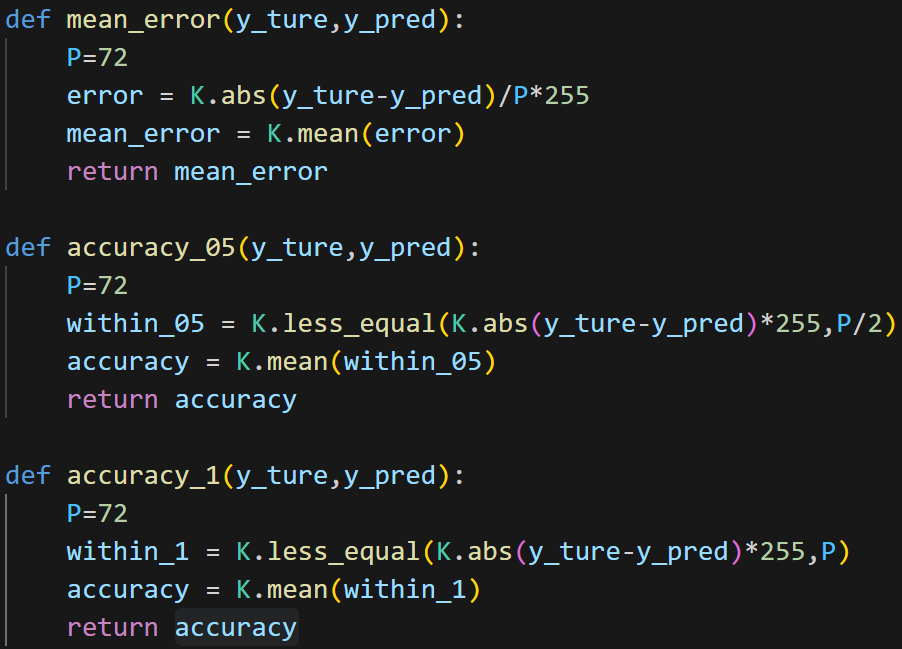 def mean_error(y_ture,y_pred):
    P=72
    error = K.abs(y_ture-y_pred)/P*255
    mean_error = K.mean(error)
    return mean_error

def accuracy_05(y_ture,y_pred):
    P=72
    within_05 = K.less_equal(K.abs(y_ture-y_pred)*255,P/2)
    accuracy = K.mean(within_05)
    return accuracy

def accuracy_1(y_ture,y_pred):
    P=72
    within_1 = K.less_equal(K.abs(y_ture-y_pred)*255,P)
    accuracy = K.mean(within_1)
    return accuracy